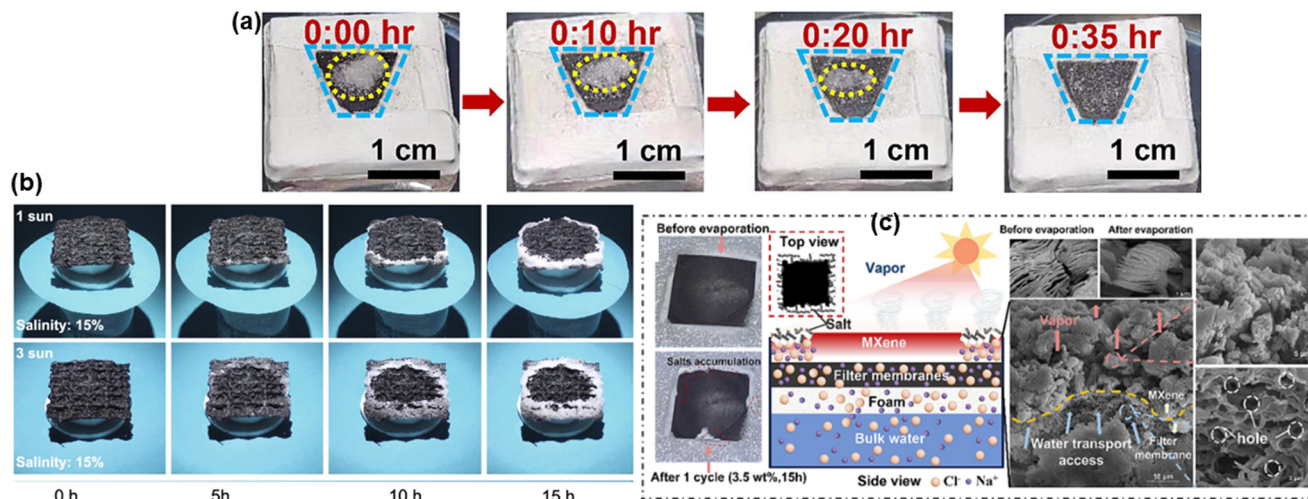 (a)
0:00 hr
0:10 hr
0:20 hr
0:35 hr
1 cm
1 cm
1 cm
1 cm
(b)
1 sun
Salinity: 15%
3 sun
Salinity: 15%
0 h
5h
10 h
15 h
(c)
Before evaporation
Salts accumulation
After 1 cycle (3.5 wt%,15h)
Top view
Vapor
Salt
MXene
Filter membranes
Foam
Bulk water
Side view
Cl⁻
Na⁺
Before evaporation
After evaporation
Vapor
MXene
Water transport
access
Filter
membrane
hole